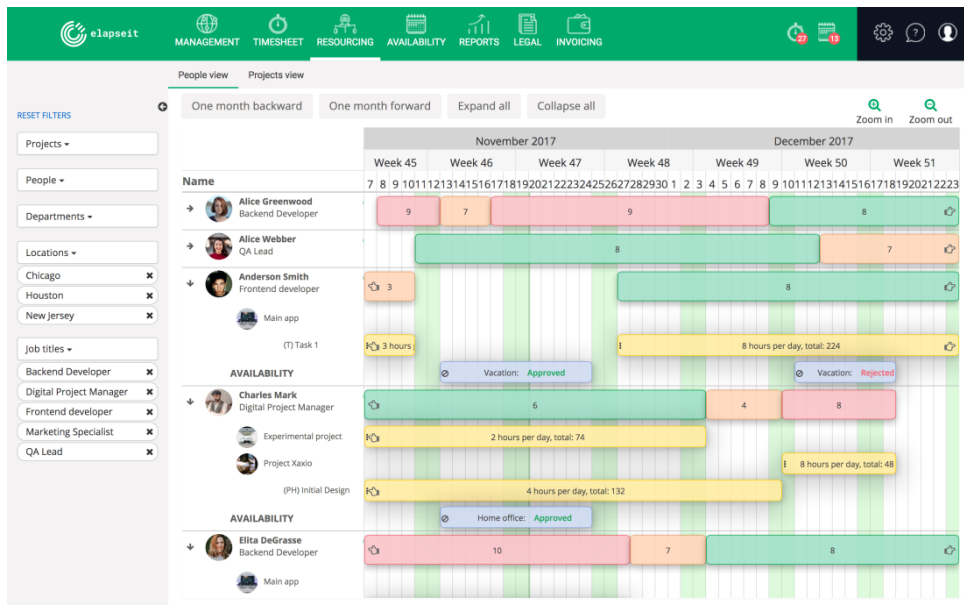 elapseit
MANAGEMENT TIMESHEET RESOURCING AVAILABILITY REPORTS LEGAL INVOICING
27 13 ?
People view Projects view
RESET FILTERS
One month backward One month forward Expand all Collapse all
Zoom in Zoom out
Projects
People
Departments
Locations
Chicago
Houston
New Jersey
Job titles
Backend Developer
Digital Project Manager
Frontend developer
Marketing Specialist
QA Lead
November 2017 December 2017
Week 45 Week 46 Week 47 Week 48 Week 49 Week 50 Week 51
Name
7 8 9 10 11 12 13 14 15 16 17 18 19 20 21 22 23 24 25 26 27 28 29 30 1 2 3 4 5 6 7 8 9 10 11 12 13 14 15 16 17 18 19 20 21 22 23
Alice Greenwood
Backend Developer
9 7 9 8
Alice Webber
QA Lead
8 7
Anderson Smith
Frontend developer
3 8
Main app
(T) Task 1
3 hours 8 hours per day, total: 224
AVAILABILITY
Vacation: Approved Vacation: Rejected
Charles Mark
Digital Project Manager
6 4 8
Experimental project
2 hours per day, total: 74
Project Xaxio
8 hours per day, total: 48
(PH) Initial Design
4 hours per day, total: 132
AVAILABILITY
Home office: Approved
Elita DeGrasse
Backend Developer
10 7 8
Main app